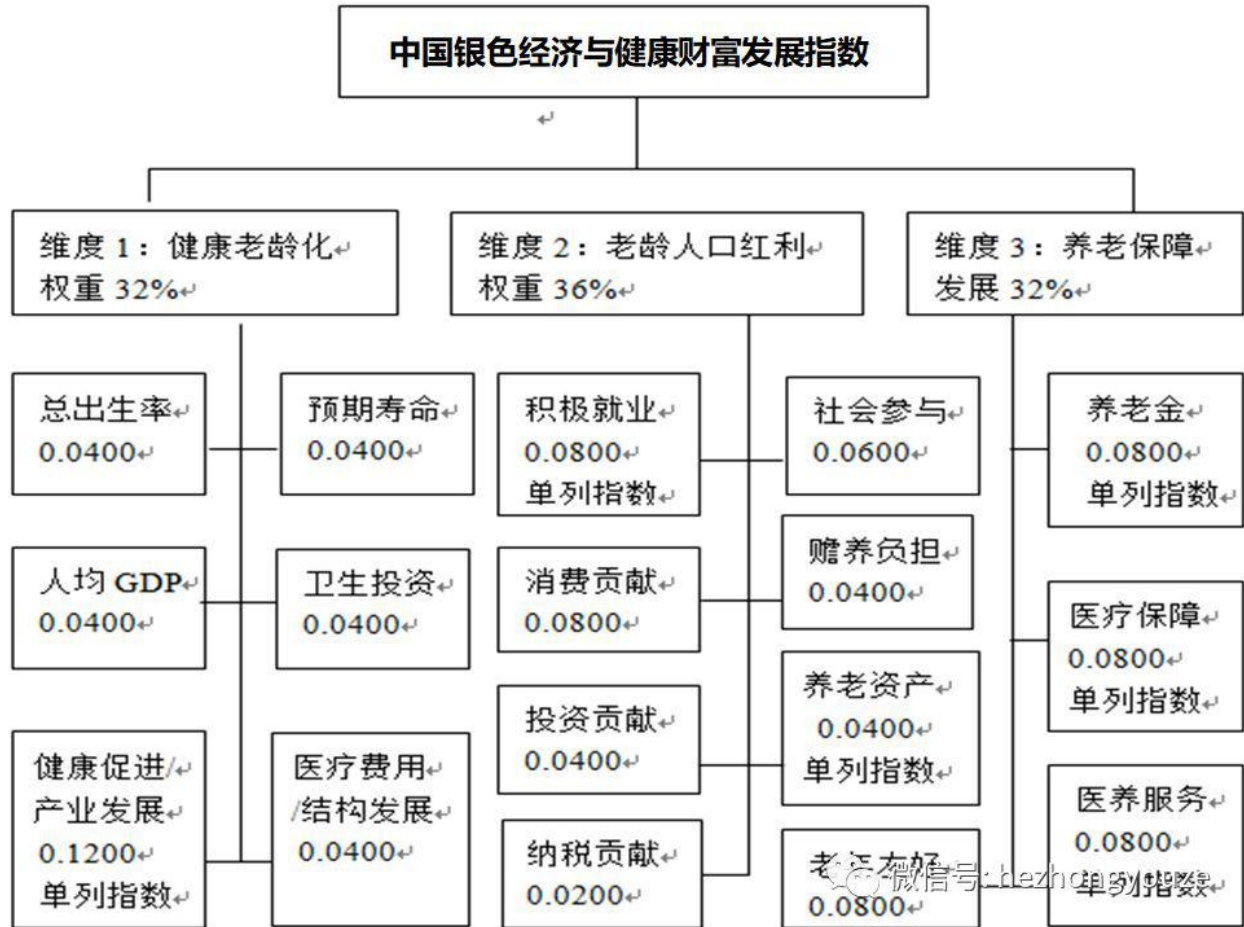 中国银色经济与健康财富发展指数
维度 1：健康老龄化
权重 32%
维度 2：老龄人口红利
权重 36%
维度 3：养老保障
发展 32%
总出生率
0.0400
预期寿命
0.0400
人均 GDP
0.0400
卫生投资
0.0400
健康促进/
产业发展
0.1200
单列指数
医疗费用
/结构发展
0.0400
积极就业
0.0800
单列指数
社会参与
0.0600
消费贡献
0.0800
赡养负担
0.0400
投资贡献
0.0400
养老资产
0.0400
单列指数
纳税贡献
0.0200
老年友好
0.0800
养老金
0.0800
单列指数
医疗保障
0.0800
单列指数
医养服务
0.0800
单列指数
微信号: hezhongyouze